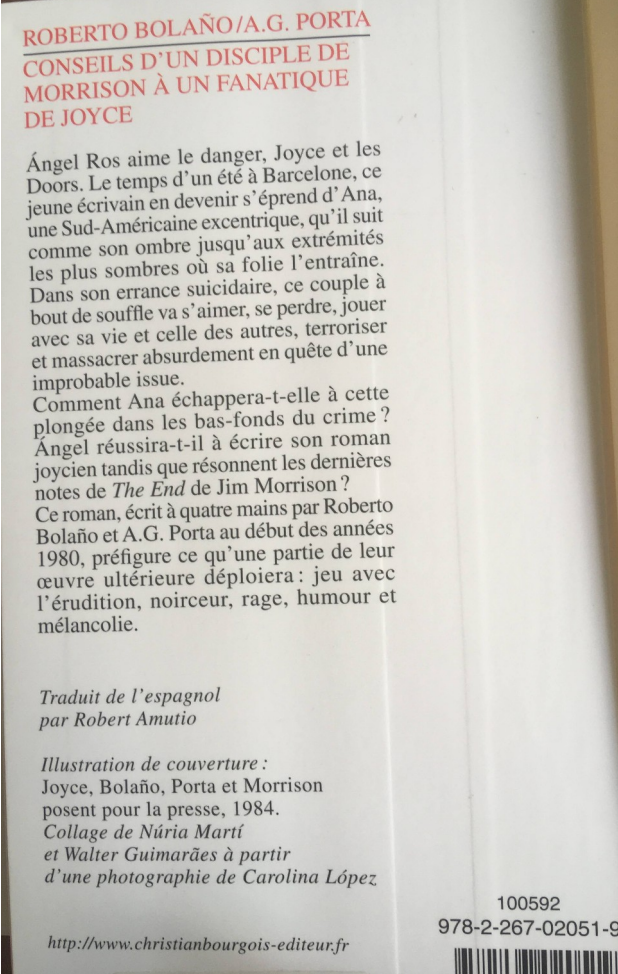 ROBERTO BOLAÑO/A.G. PORTA
CONSEILS D'UN DISCIPLE DE
MORRISON À UN FANATIQUE
DE JOYCE
Ángel Ros aime le danger, Joyce et les
Doors. Le temps d'un été à Barcelone, ce
jeune écrivain en devenir s'éprend d'Ana,
une Sud-Américaine excentrique, qu'il suit
comme son ombre jusqu'aux extrémités
les plus sombres où sa folie l'entraîne.
Dans son errance suicidaire, ce couple à
bout de souffle va s'aimer, se perdre, jouer
avec sa vie et celle des autres, terroriser
et massacrer absurdement en quête d'une
improbable issue.
Comment Ana échappera-t-elle à cette
plongée dans les bas-fonds du crime ?
Ángel réussira-t-il à écrire son roman
joycien tandis que résonnent les dernières
notes de The End de Jim Morrison ?
Ce roman, écrit à quatre mains par Roberto
Bolaño et A.G. Porta au début des années
1980, préfigure ce qu'une partie de leur
œuvre ultérieure déploiera : jeu avec
l'érudition, noirceur, rage, humour et
mélancolie.
Traduit de l'espagnol
par Robert Amutio
Illustration de couverture :
Joyce, Bolaño, Porta et Morrison
posent pour la presse, 1984.
Collage de Núria Martí
et Walter Guimarães à partir
d'une photographie de Carolina López
http://www.christianbourgois-editeur.fr
100592
978-2-267-02051-9